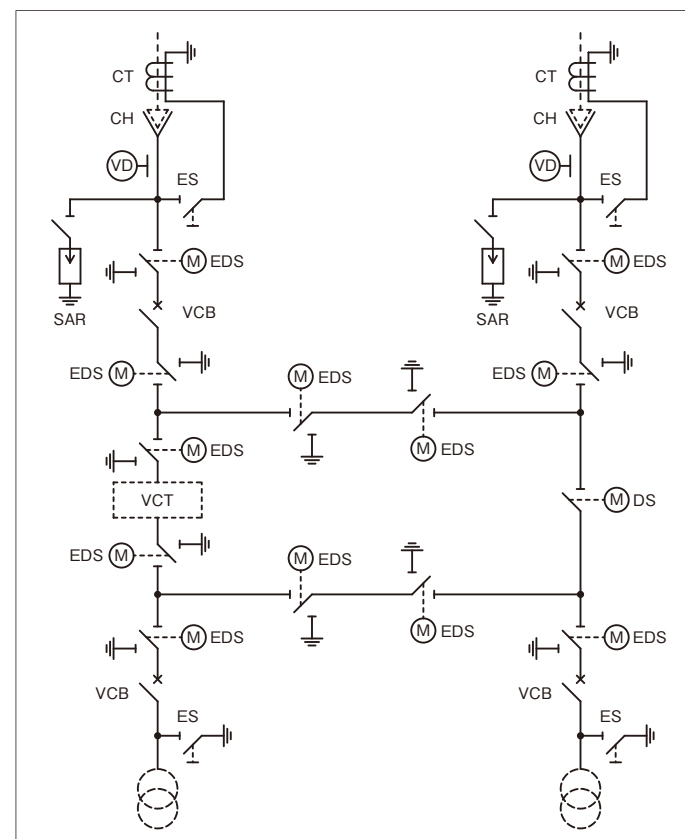 CT CT
CH CH
VD VD
ES ES
M EDS M EDS
SAR VCB SAR VCB
EDS M M EDS EDS M
M EDS M EDS
VCT M DS
EDS M M EDS
M EDS M EDS M EDS
VCB VCB
ES ES